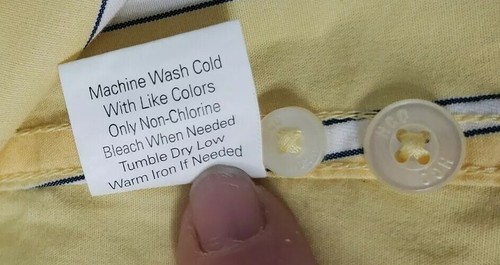 Machine Wash Cold
With Like Colors
Only Non-Chlorine
Bleach When Needed
Tumble Dry Low
Warm Iron If Needed